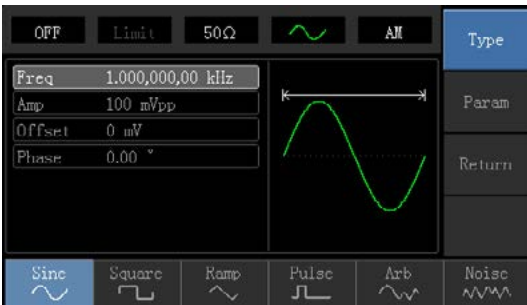 OFF Limit 50Ω AM Type
Freq 1.000,000,00 kHz
Amp 100 mVpp
Param
Offset 0 mV
Phase 0.00 °
Return
Sine Square Ramp Pulse Arb Noise